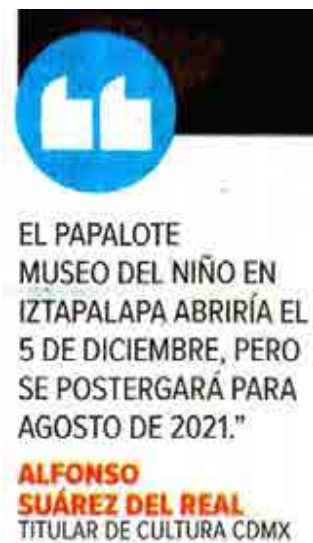 EL PAPALOTE
MUSEO DEL NIÑO EN
IZTAPALAPA ABRIRÍA EL
5 DE DICIEMBRE, PERO
SE POSTERGARÁ PARA
AGOSTO DE 2021.”
ALFONSO
SUÁREZ DEL REAL
TITULAR DE CULTURA CDMX